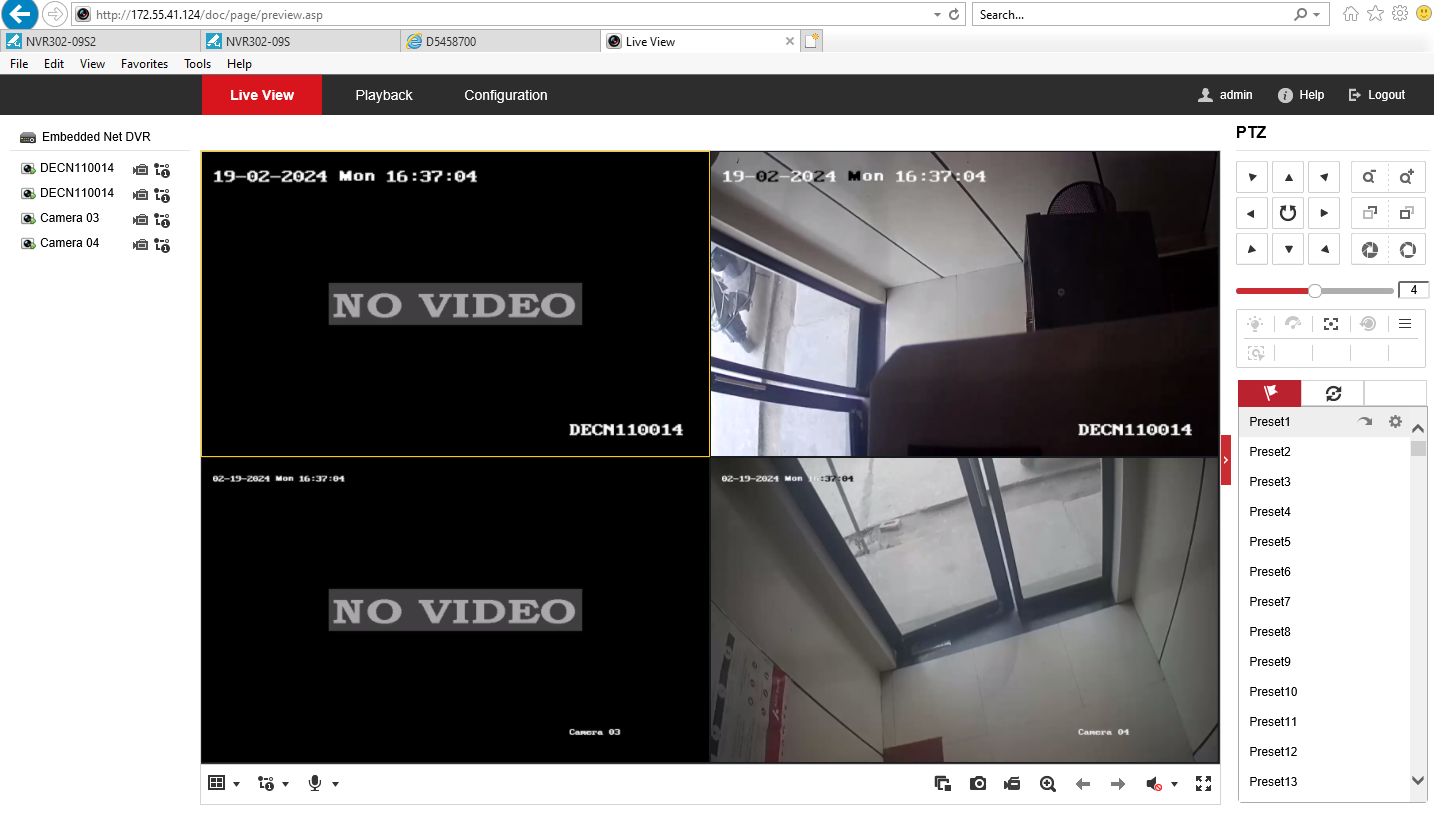 http://172.55.41.124/doc/page/preview.asp
Search...
NVR302-09S2
NVR302-09S
D5458700
Live View
File Edit View Favorites Tools Help
Live View Playback Configuration
admin Help Logout
Embedded Net DVR
DECN110014
DECN110014
Camera 03
Camera 04
19-02-2024 Mon 16:37:04
NO VIDEO
DECN110014
19-02-2024 Mon 16:37:04
DECN110014
02-19-2024 Mon 16:37:04
NO VIDEO
Camera 03
02-19-2024 Mon 16:37:04
Camera 04
PTZ
4
Preset1
Preset2
Preset3
Preset4
Preset5
Preset6
Preset7
Preset8
Preset9
Preset10
Preset11
Preset12
Preset13